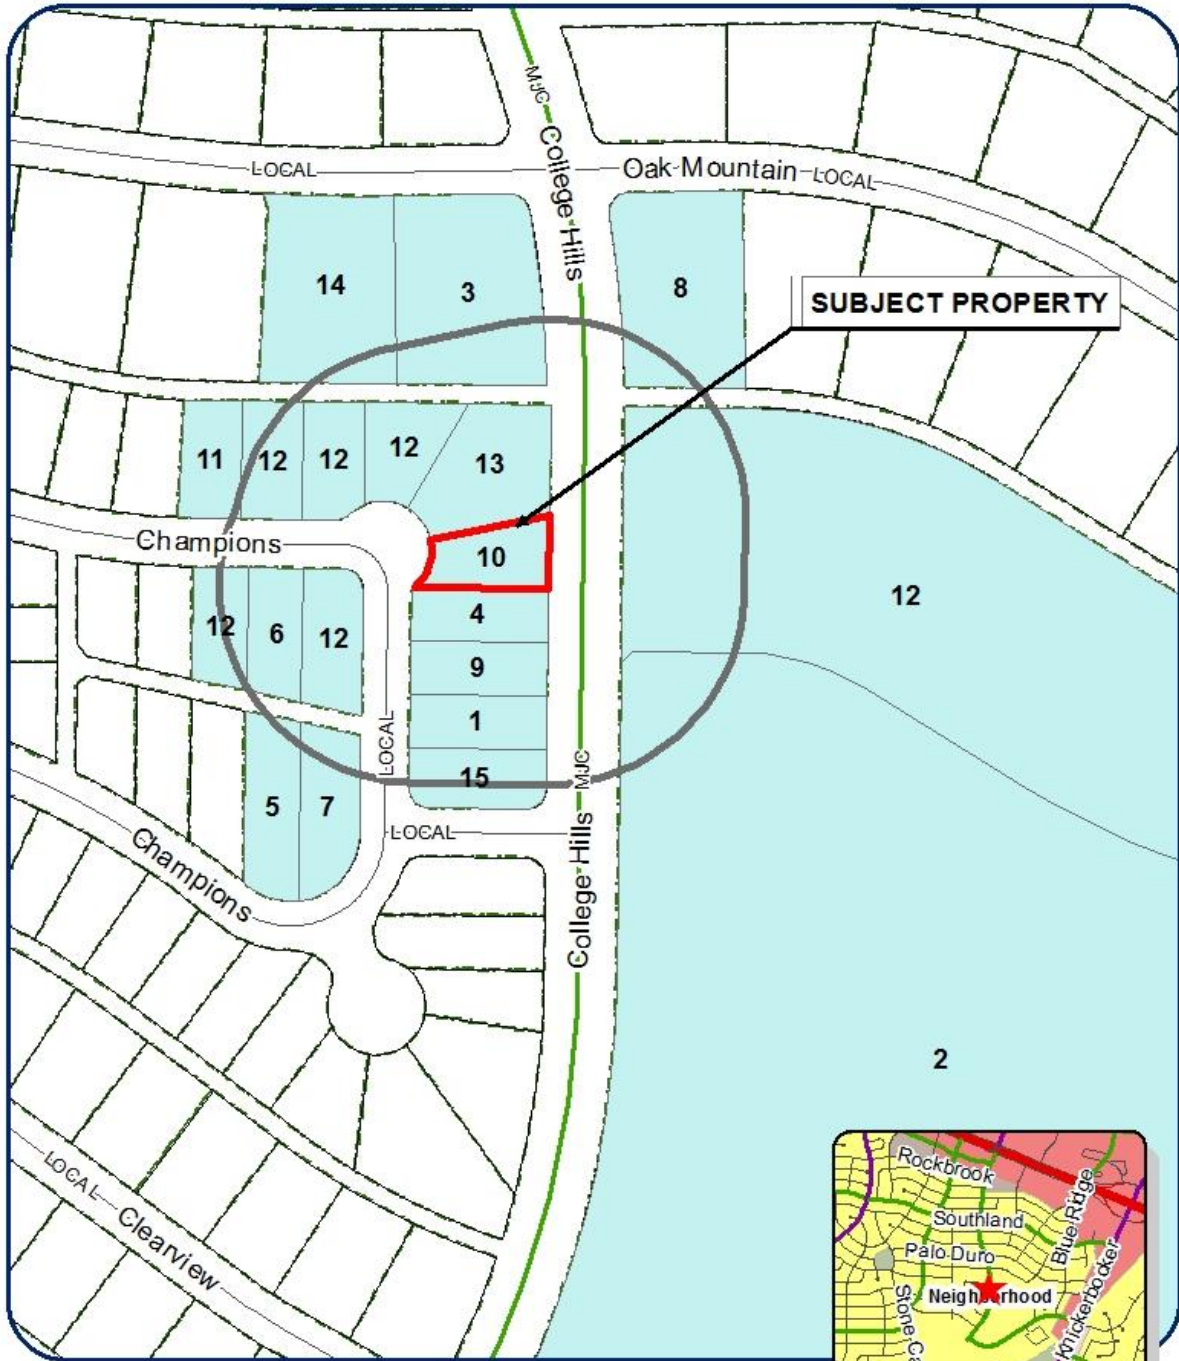 MJC
College Hills
LOCAL
Oak Mountain
LOCAL
14
3
8
SUBJECT PROPERTY
11
12
12
12
13
Champions
10
12
12
6
12
4
9
1
15
LOCAL
MJC
5
7
LOCAL
Champions
College Hills
2
LOCAL
Clearview
Rockbrook
Southland
Blue Ridge
Palo Duro
Neighborhood
Knickerbocker
Stone Ca